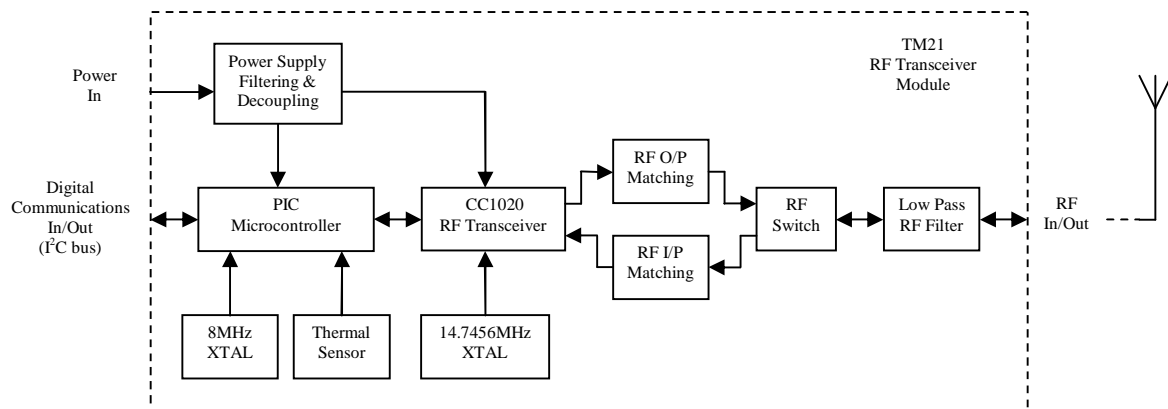 TM21
RF Transceiver
Module
Power
In
Power Supply
Filtering &
Decoupling
Digital
Communications
In/Out
(I²C bus)
PIC
Microcontroller
CC1020
RF Transceiver
RF O/P
Matching
RF I/P
Matching
RF
Switch
Low Pass
RF Filter
RF
In/Out
8MHz
XTAL
Thermal
Sensor
14.7456MHz
XTAL